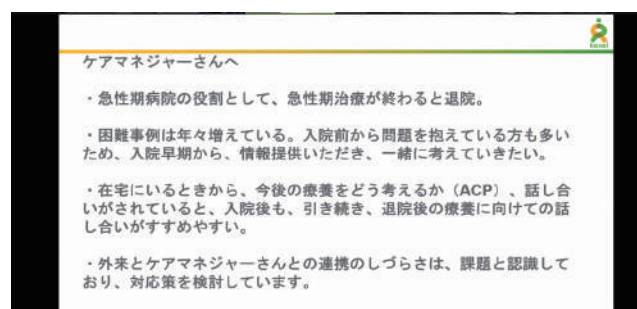 ケアマネジャーさんへ
・急性期病院の役割として、急性期治療が終わると退院。
・困難事例は年々増えている。入院前から問題を抱えている方も多い
ため、入院早期から、情報提供いただき、一緒に考えていきたい。
・在宅にいるときから、今後の療養をどう考えるか（ACP）、話し合
いがされていると、入院後も、引き続き、退院後の療養に向けての話
し合いがすすめやすい。
・外来とケアマネジャーさんとの連携のしづらさは、課題と認識して
おり、対応策を検討しています。